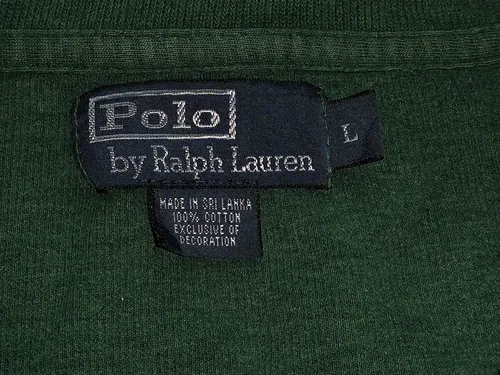 Polo
by Ralph Lauren
L
MADE IN SRI LANKA
100% COTTON
EXCLUSIVE OF
DECORATION